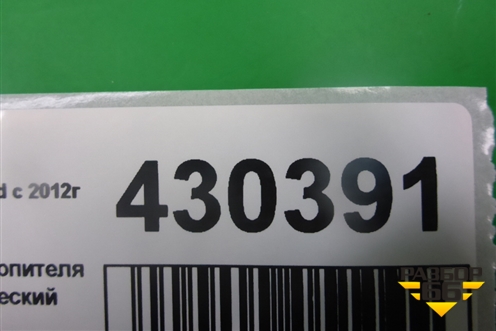 d с 2012г
430391
опителя
еский
РАЗБОР
66